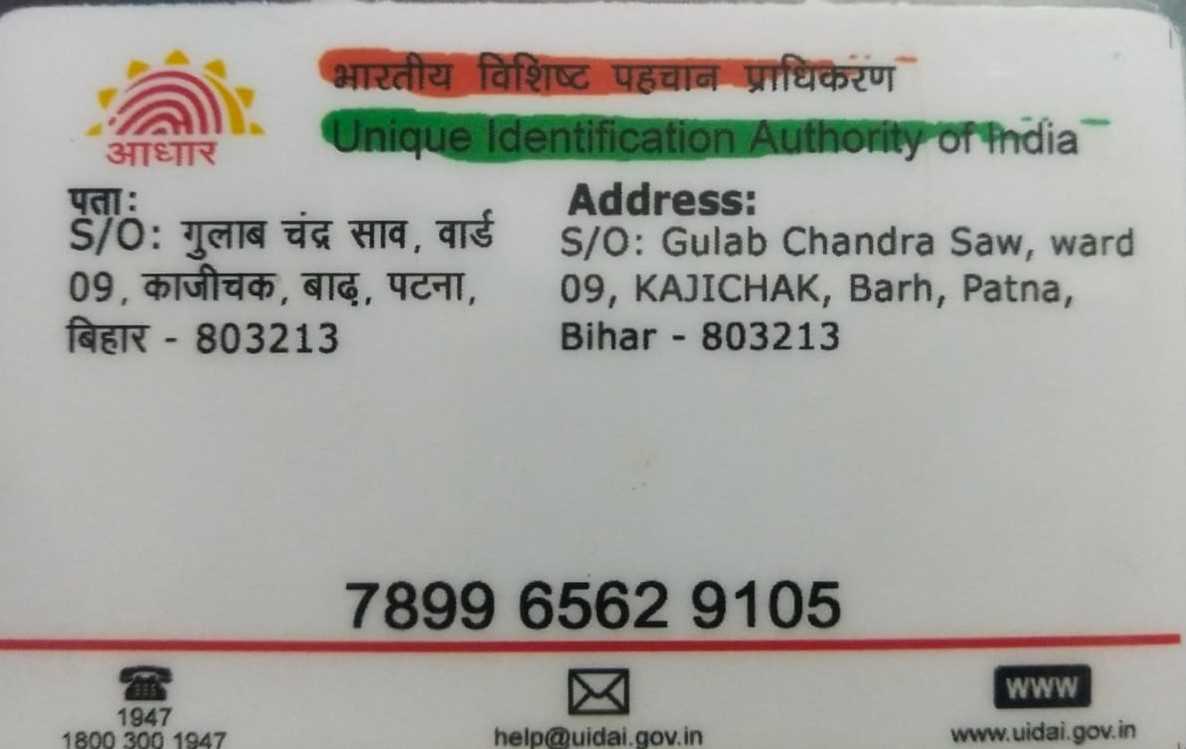 आधार
भारतीय विशिष्ट पहचान प्राधिकरण
Unique Identification Authority of India
पता:
S/O: गुलाब चंद्र साव, वार्ड
09, काजीचक, बाढ़, पटना,
बिहार - 803213
Address:
S/O: Gulab Chandra Saw, ward
09, KAJICHAK, Barh, Patna,
Bihar - 803213
7899 6562 9105
1947
1800 300 1947
help@uidai.gov.in
www
www.uidai.gov.in